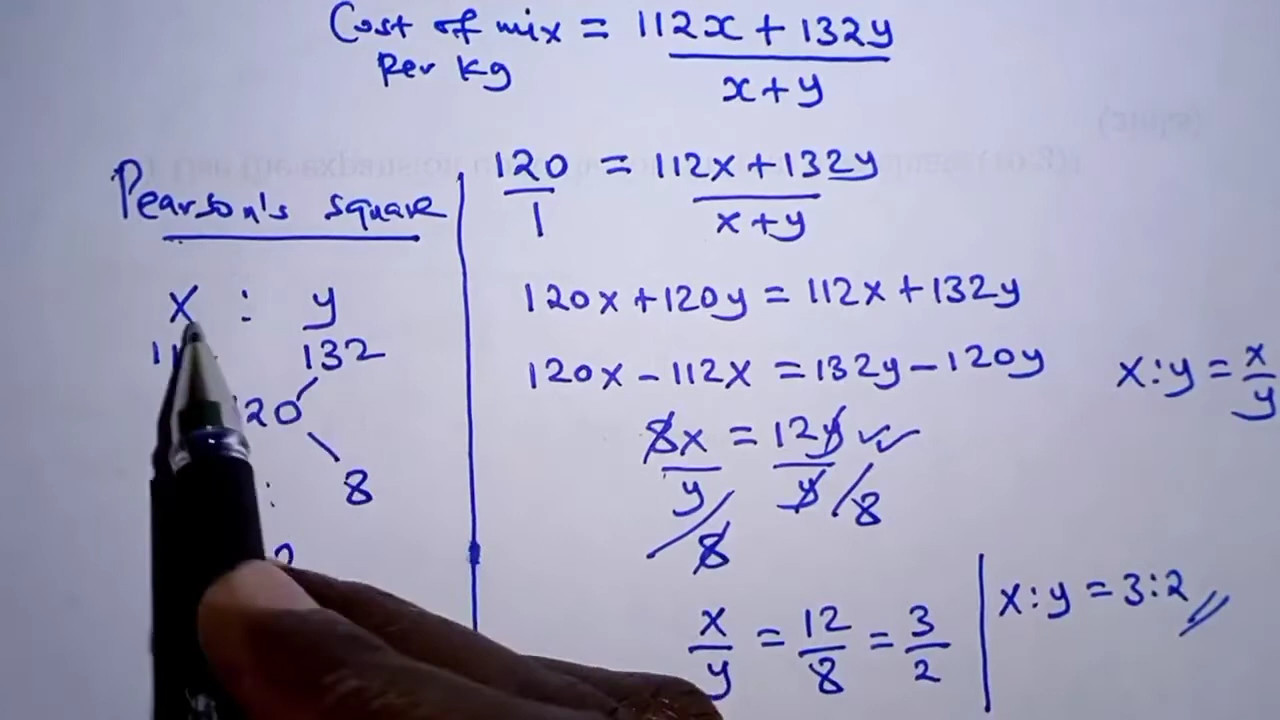 Cost of mix = 112x + 132y
Per kg x + y
120 = 112x + 132y
1 x + y
120x + 120y = 112x + 132y
120x - 112x = 132y - 120y
x : y = x
y
8x = 12y
y y / 8
8
x = 12 = 3
y 8 2
x : y = 3 : 2
Pearson's square
x : y
132
20
: 8